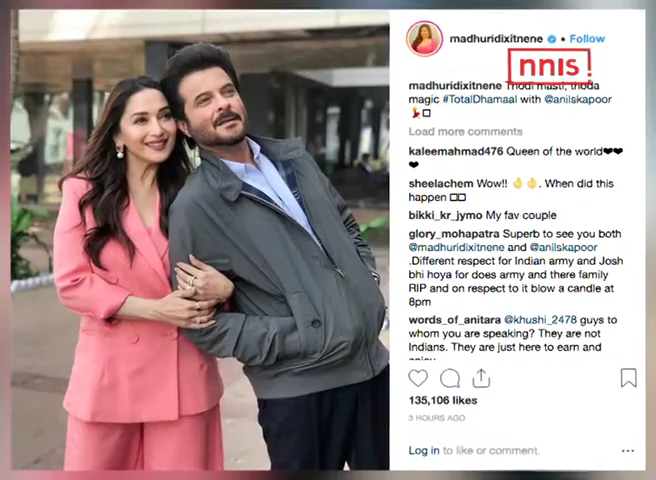 madhuridixitnene • Follow
nnis!
madhuridixitnene Thodi masti, thoda
magic #TotalDhamaal with @anilskapoor
Load more comments
kaleemahmad476 Queen of the world❤❤
❤
sheelachem Wow!! 👌👌. When did this
happen
bikki_kr_jymo My fav couple
glory_mohapatra Superb to see you both
@madhuridixitnene and @anilskapoor
.Different respect for Indian army and Josh
bhi hoya for does army and there family
RIP and on respect to it blow a candle at
8pm
words_of_anitara @khushi_2478 guys to
whom you are speaking? They are not
Indians. They are just here to earn and
enjoy
135,106 likes
3 HOURS AGO
Log in to like or comment.